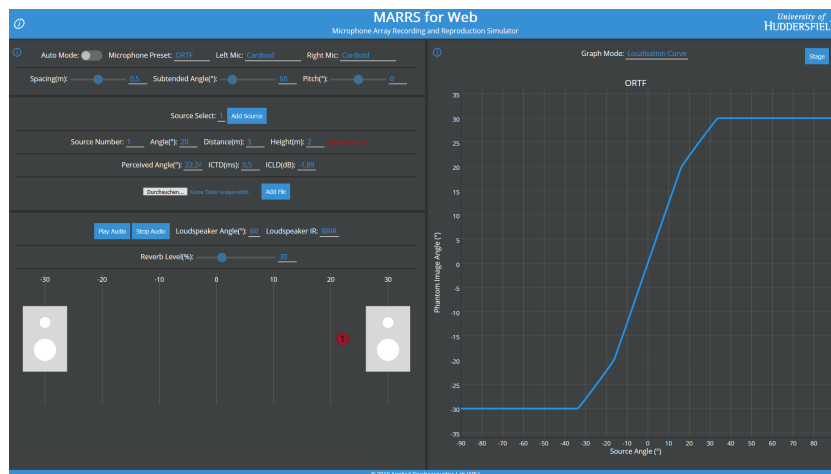 MARRS for Web
Microphone Array Recording and Reproduction Simulator
University of
HUDDERSFIEL
Auto Mode: Microphone Preset: ORTF Left Mic: Cardioid Right Mic: Cardioid
Spacing(m): 0,5 Subtended Angle(°): 60 Pitch(°): 0
Source Select: 1 Add Source
Source Number: 1 Angle(°): 20 Distance(m): 3 Height(m): 2
Perceived Angle(°): 22,24 ICTD(ms): 0,5 ICLD(dB): -1,89
Durchsuchen... Keine Datei ausgewählt. Add File
Play Audio Stop Audio Loudspeaker Angle(°): 60 Loudspeaker IR: BRIR
Reverb Level(%): 30
-30 -20 -10 0 10 20 30
1
Graph Mode: Localisation Curve
Stage
ORTF
Phantom Image Angle (°)
35
30
25
20
15
10
5
0
-5
-10
-15
-20
-25
-30
-35
-90 -80 -70 -60 -50 -40 -30 -20 -10 0 10 20 30 40 50 60 70 80
Source Angle (°)